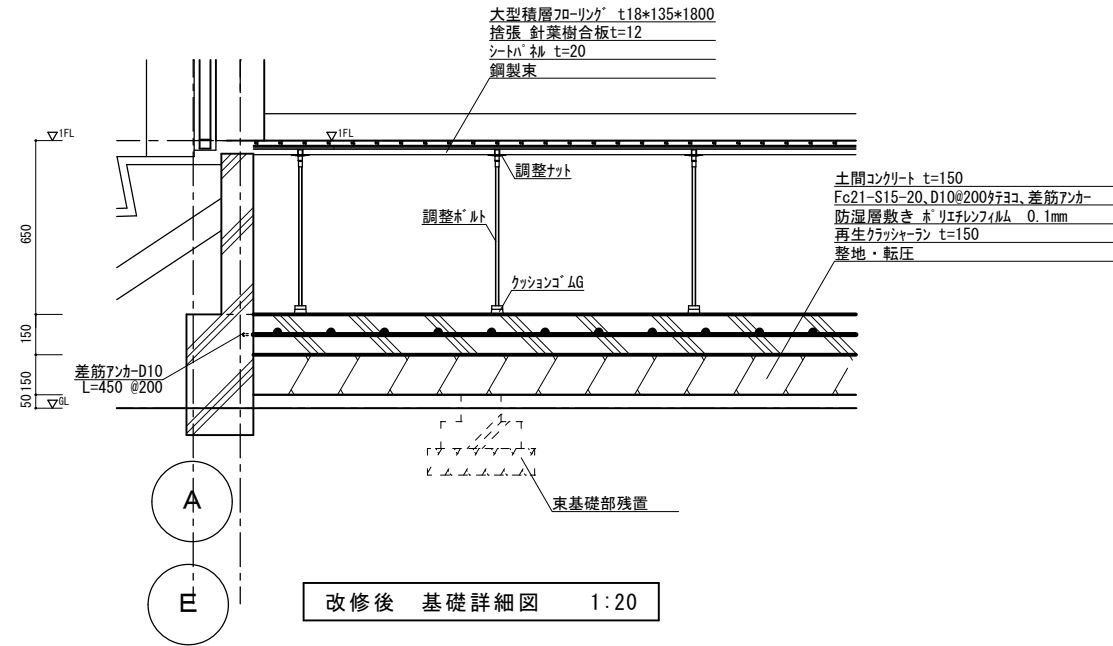 大型積層フローリング t18*135*1800
捨張 針葉樹合板t=12
シートパネル t=20
鋼製束
▽1FL
▽1FL
調整ナット
土間コンクリート t=150
Fc21-S15-20、D10@200タテヨコ、差筋アンカー
防湿層敷き ポリエチレンフィルム 0.1mm
再生クラッシャーラン t=150
整地・転圧
調整ボルト
650
クッションゴムG
150
差筋アンカーD10
L=450 @200
150
50
▽GL
束基礎部残置
A
E
改修後 基礎詳細図 1:20